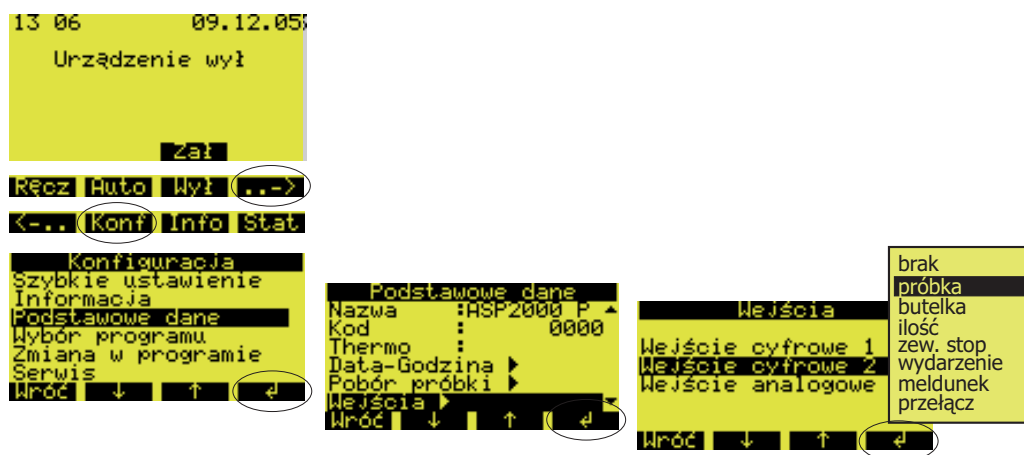 13 06 09.12.05
Urządzenie wył
Zał
Ręcz Auto Wył ..->
<-.. Konf Info Stat
Konfiguracja
Szybkie ustawienie
Informacja
Podstawowe dane
Wybór programu
Zmiana w programie
Serwis
Wróć ↓ ↑ ↲
Podstawowe dane
Nazwa :ASP2000 P
Kod : 0000
Thermo :
Data-Godzina ▶
Pobór próbki ▶
Wejścia ▶
Wróć ↓ ↑ ↲
Wejścia
Wejście cyfrowe 1
Wejście cyfrowe 2
Wejście analogowe
Wróć ↓ ↑ ↲
brak
próbka
butelka
ilość
zew. stop
wydarzenie
meldunek
przełącz